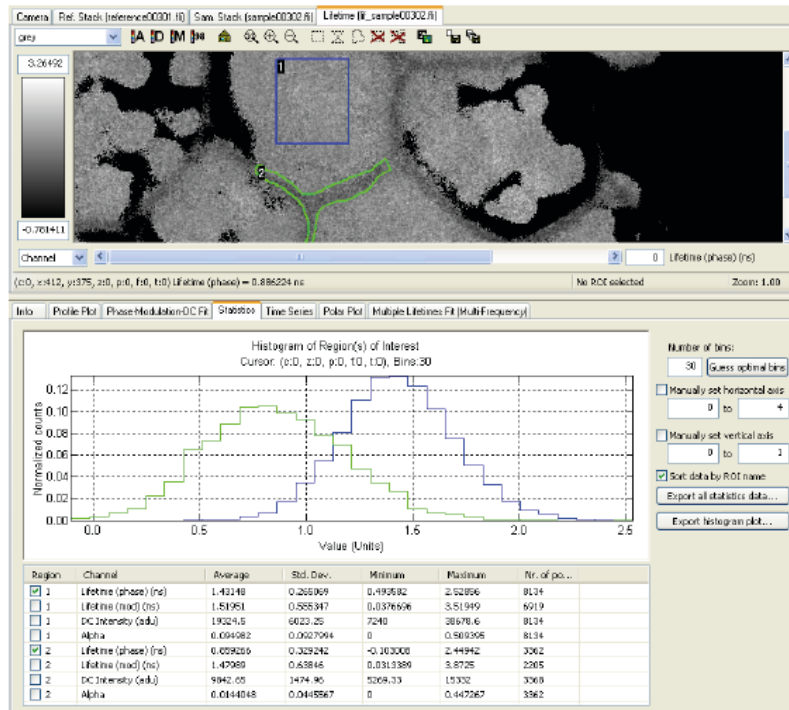 Camera Ref. Stack (reference00301.fli) Sam. Stack (sample00302.fli) Lifetime (lif_sample00302.fli)
grey
3.26492
1
2
-0.781411
Channel 0 Lifetime (phase) (ns)
(c:0, x:412, y:375, z:0, p:0, f:0, t:0) Lifetime (phase) = 0.886224 ns No ROI selected Zoom: 1.00
Info Profile Plot Phase-Modulation-DC Fit Statistics Time Series Polar Plot Multiple Lifetimes Fit (Multi-Frequency)
Histogram of Region(s) of Interest
Cursor: (c:0, z:0, p:0, f:0, t:0), Bins:30
Normalized counts
0.12
0.10
0.08
0.06
0.04
0.02
0.00
0.0 0.5 1.0 1.5 2.0 2.5
Value (Units)
Number of bins:
30 Guess optimal bins
Manually set horizontal axis
0 to 4
Manually set vertical axis
0 to 1
Sort data by ROI name
Export all statistics data...
Export histogram plot...
Region Channel Average Std. Dev. Minimum Maximum Nr. of po...
1 Lifetime (phase) (ns) 1.43148 0.265069 0.493582 2.52856 8134
1 Lifetime (mod) (ns) 1.51951 0.555347 0.0376696 3.51949 6919
1 DC Intensity (adu) 19324.5 6023.25 7240 38678.6 8134
1 Alpha 0.094982 0.0927994 0 0.509395 8134
2 Lifetime (phase) (ns) 0.859266 0.329242 -0.103008 2.44942 3362
2 Lifetime (mod) (ns) 1.47989 0.63846 0.0313389 3.8725 2205
2 DC Intensity (adu) 9842.65 1474.96 5269.33 15332 3368
2 Alpha 0.0144048 0.0445567 0 0.447267 3362